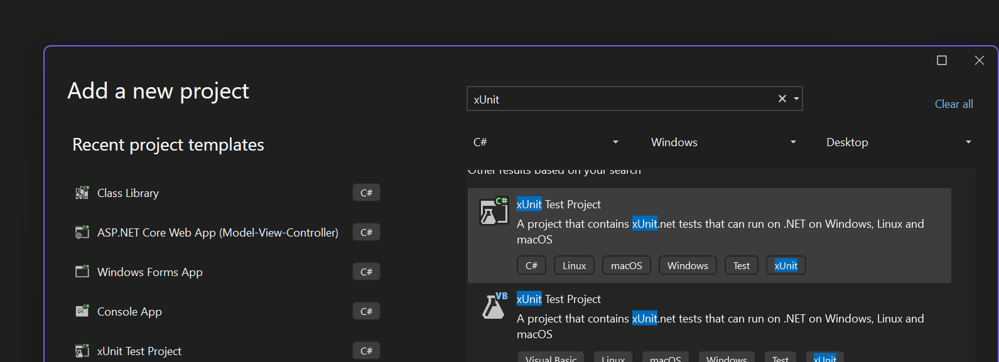 Add a new project
xUnit
Clear all
Recent project templates
C#
Windows
Desktop
Other results based on your search
Class Library
C#
ASP.NET Core Web App (Model-View-Controller)
C#
Windows Forms App
C#
Console App
C#
xUnit Test Project
C#
C#
xUnit Test Project
A project that contains xUnit.net tests that can run on .NET on Windows, Linux and
macOS
C# Linux macOS Windows Test xUnit
VB
xUnit Test Project
A project that contains xUnit.net tests that can run on .NET on Windows, Linux and
macOS
Visual Basic Linux macOS Windows Test xUnit